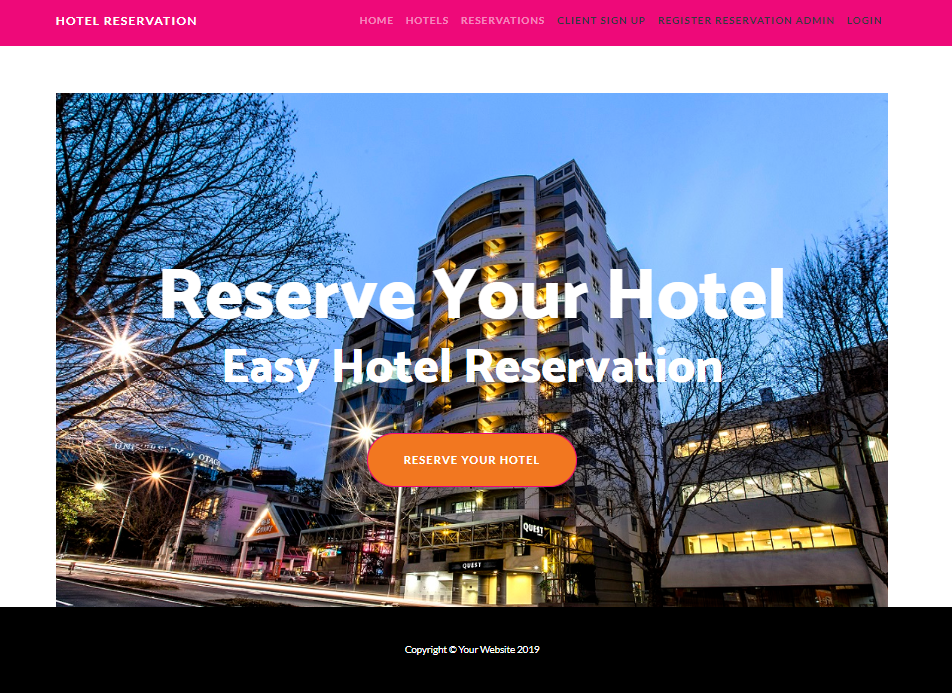 HOTEL RESERVATION
HOME HOTELS RESERVATIONS CLIENT SIGN UP REGISTER RESERVATION ADMIN LOGIN
Reserve Your Hotel
Easy Hotel Reservation
UNIVERSITY of OTAGO
RESERVE YOUR HOTEL
QUEST
QUEST
Copyright © Your Website 2019